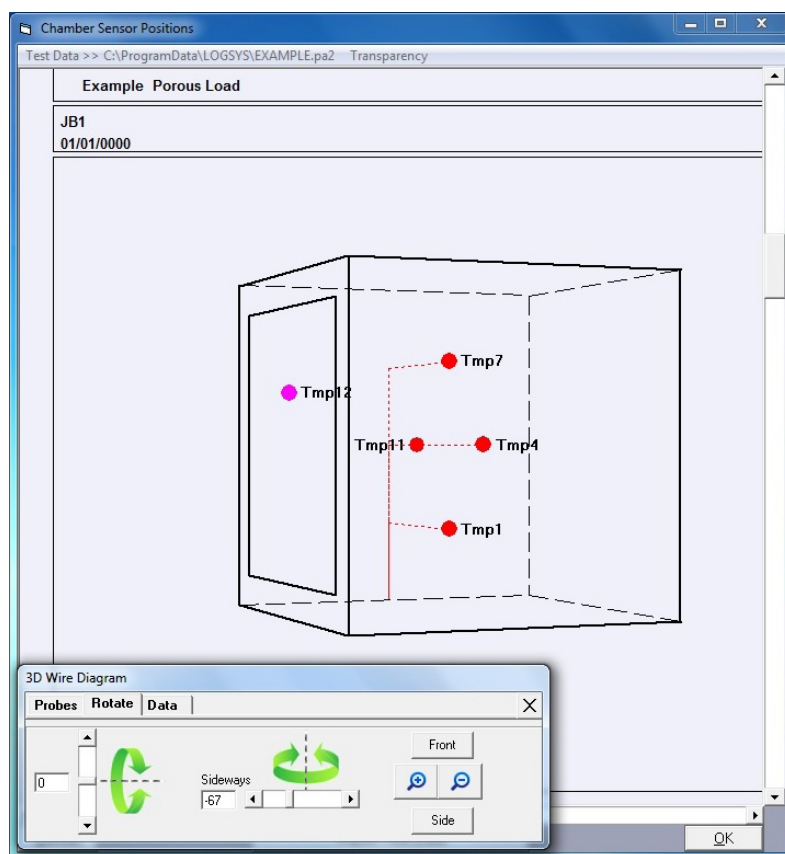 Chamber Sensor Positions
Test Data >> C:\ProgramData\LOGSYS\EXAMPLE.pa2 Transparency
Example Porous Load
JB1
01/01/0000
Tmp7
Tmp12
Tmp11 Tmp4
Tmp1
3D Wire Diagram
Probes Rotate Data
Front
0 Sideways
-67
Side
OK